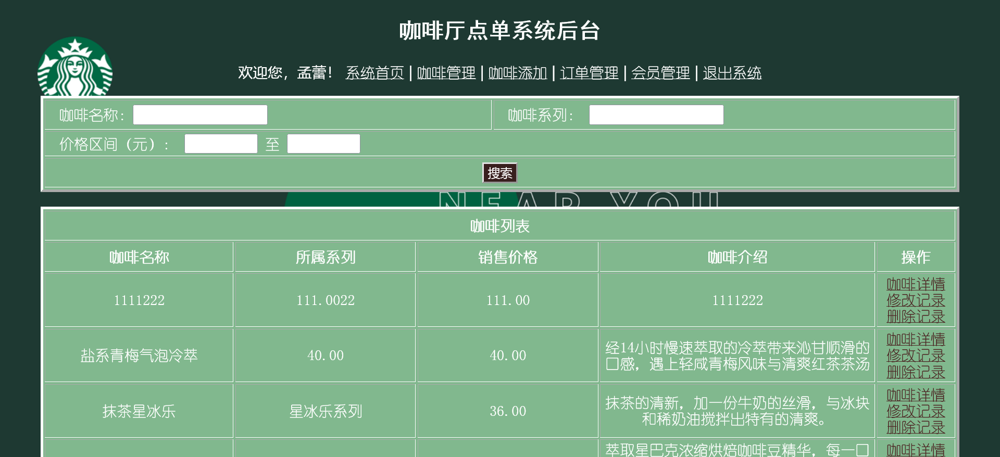 咖啡厅点单系统后台
欢迎您，孟蕾！ 系统首页 | 咖啡管理 | 咖啡添加 | 订单管理 | 会员管理 | 退出系统
咖啡名称： 咖啡系列：
价格区间（元）： 至
搜索
NEAR YOU
咖啡列表
咖啡名称 所属系列 销售价格 咖啡介绍 操作
1111222 111.0022 111.00 1111222 咖啡详情
修改记录
删除记录
盐系青梅气泡冷萃 40.00 40.00 经14小时慢速萃取的冷萃带来沁甘顺滑的
口感，遇上轻咸青梅风味与清爽红茶茶汤
咖啡详情
修改记录
删除记录
抹茶星冰乐 星冰乐系列 36.00 抹茶的清新，加一份牛奶的丝滑，与冰块
和稀奶油搅拌出特有的清爽。
咖啡详情
修改记录
删除记录
萃取星巴克浓缩烘焙咖啡豆精华，每一口 咖啡详情